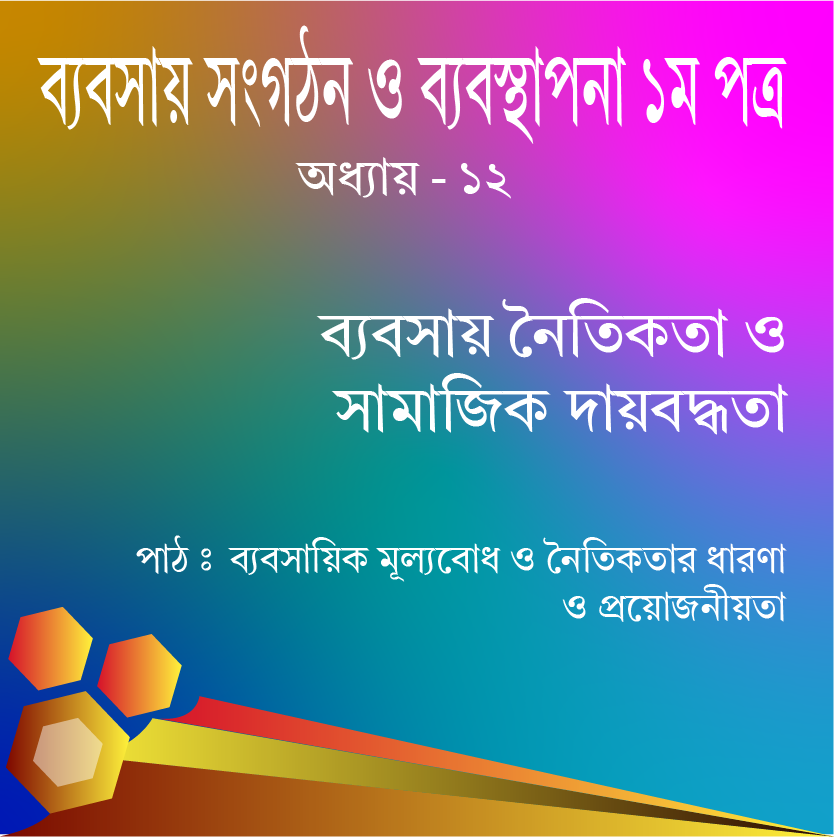 ব্যবসায় সংগঠন ও ব্যবস্থাপনা ১ম পত্র
অধ্যায় - ১২
ব্যবসায় নৈতিকতা ও
সামাজিক দায়বদ্ধতা
পাঠ ঃ ব্যবসায়িক মূল্যবোধ ও নৈতিকতার ধারণা
ও প্রয়োজনীয়তা